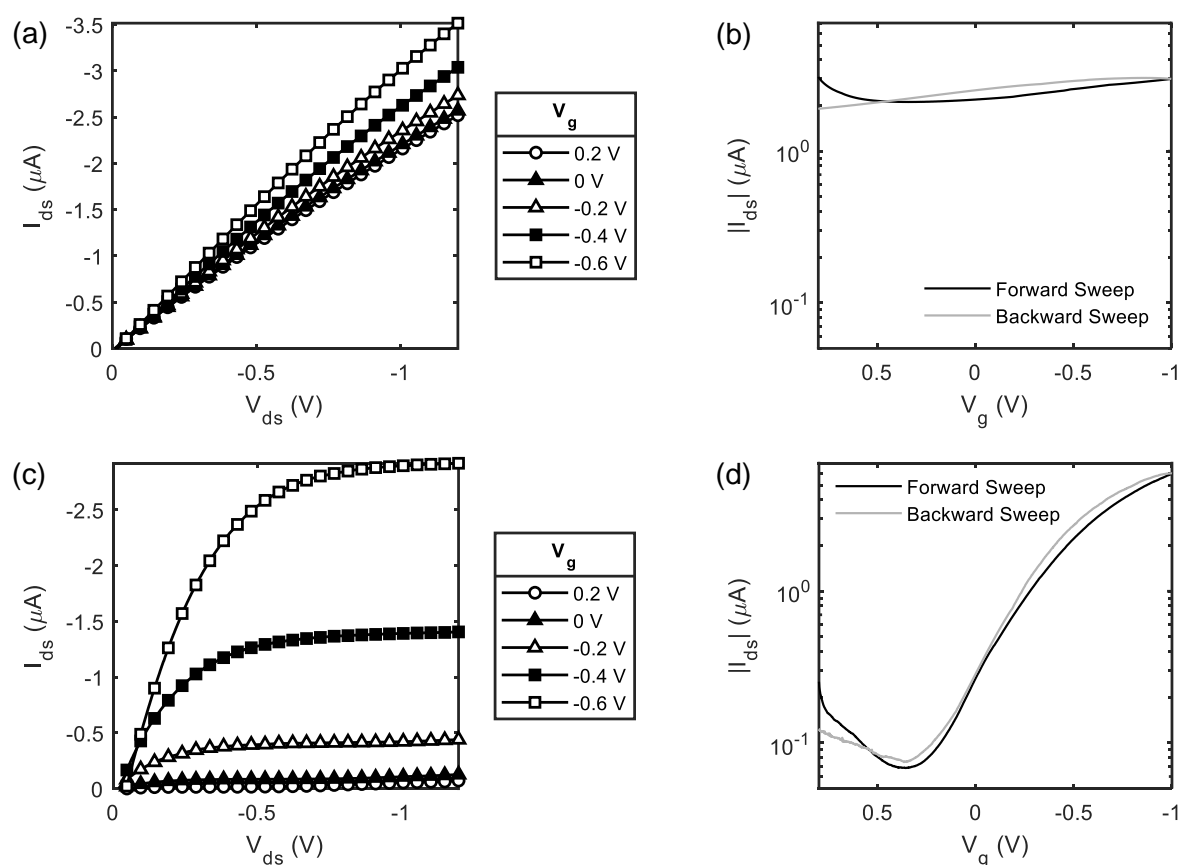 (a)
-3.5
-3
-2.5
-2
-1.5
-1
-0.5
0
I_ds (μA)
0
-0.5
-1
V_ds (V)
V_g
0.2 V
0 V
-0.2 V
-0.4 V
-0.6 V
(b)
10^0
10^-1
|I_ds| (μA)
Forward Sweep
Backward Sweep
0.5
0
-0.5
-1
V_g (V)
(c)
-2.5
-2
-1.5
-1
-0.5
0
I_ds (μA)
0
-0.5
-1
V_ds (V)
V_g
0.2 V
0 V
-0.2 V
-0.4 V
-0.6 V
(d)
Forward Sweep
Backward Sweep
10^0
10^-1
|I_ds| (μA)
0.5
0
-0.5
-1
V_g (V)